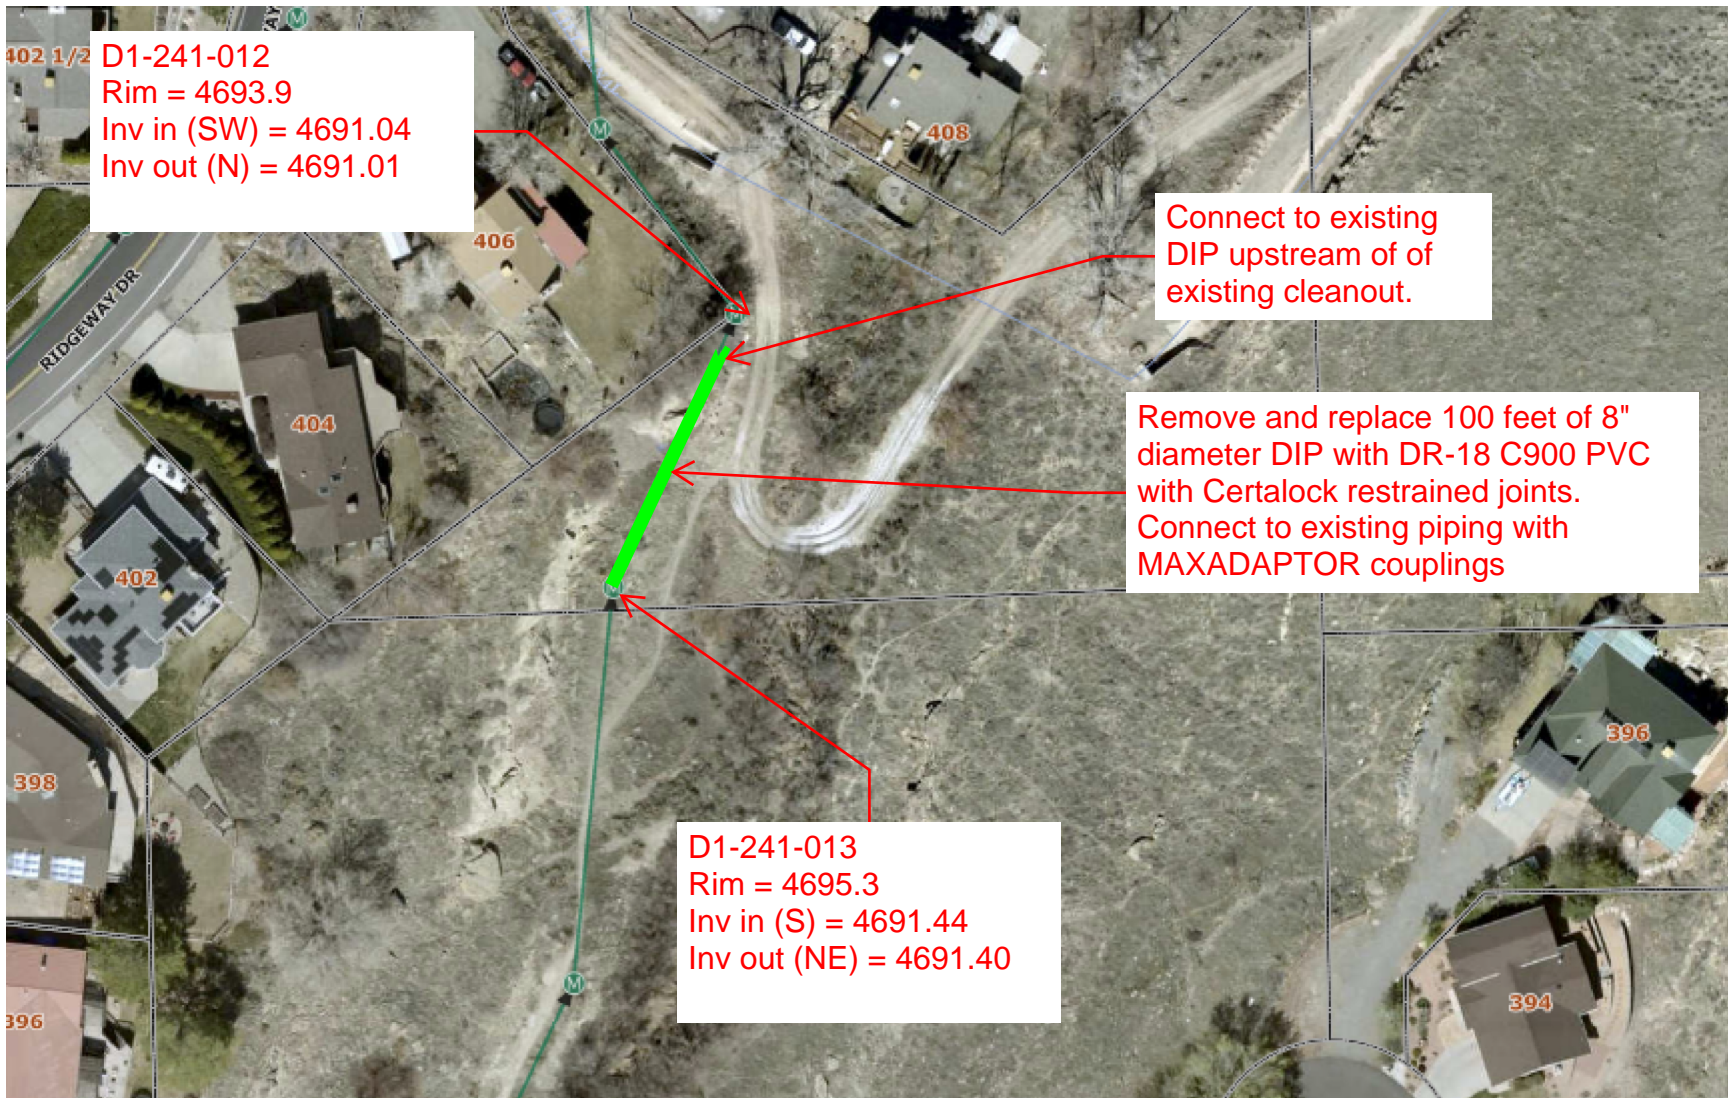 402 1/2
D1-241-012
Rim = 4693.9
Inv in (SW) = 4691.04
Inv out (N) = 4691.01
M
M
408
406
Connect to existing
DIP upstream of of
existing cleanout.
RIDGEWAY DR
M
404
Remove and replace 100 feet of 8"
diameter DIP with DR-18 C900 PVC
with Certalock restrained joints.
Connect to existing piping with
MAXADAPTOR couplings
402
M
396
398
D1-241-013
Rim = 4695.3
Inv in (S) = 4691.44
Inv out (NE) = 4691.40
M
394
396